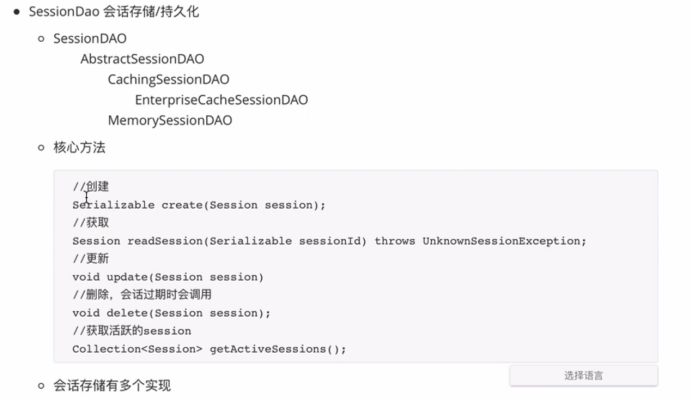 SessionDao 会话存储/持久化
SessionDAO
AbstractSessionDAO
CachingSessionDAO
EnterpriseCacheSessionDAO
MemorySessionDAO
核心方法
//创建
Serializable create(Session session);
//获取
Session readSession(Serializable sessionId) throws UnknownSessionException;
//更新
void update(Session session)
//删除，会话过期时会调用
void delete(Session session);
//获取活跃的session
Collection<Session> getActiveSessions();
选择语言
会话存储有多个实现